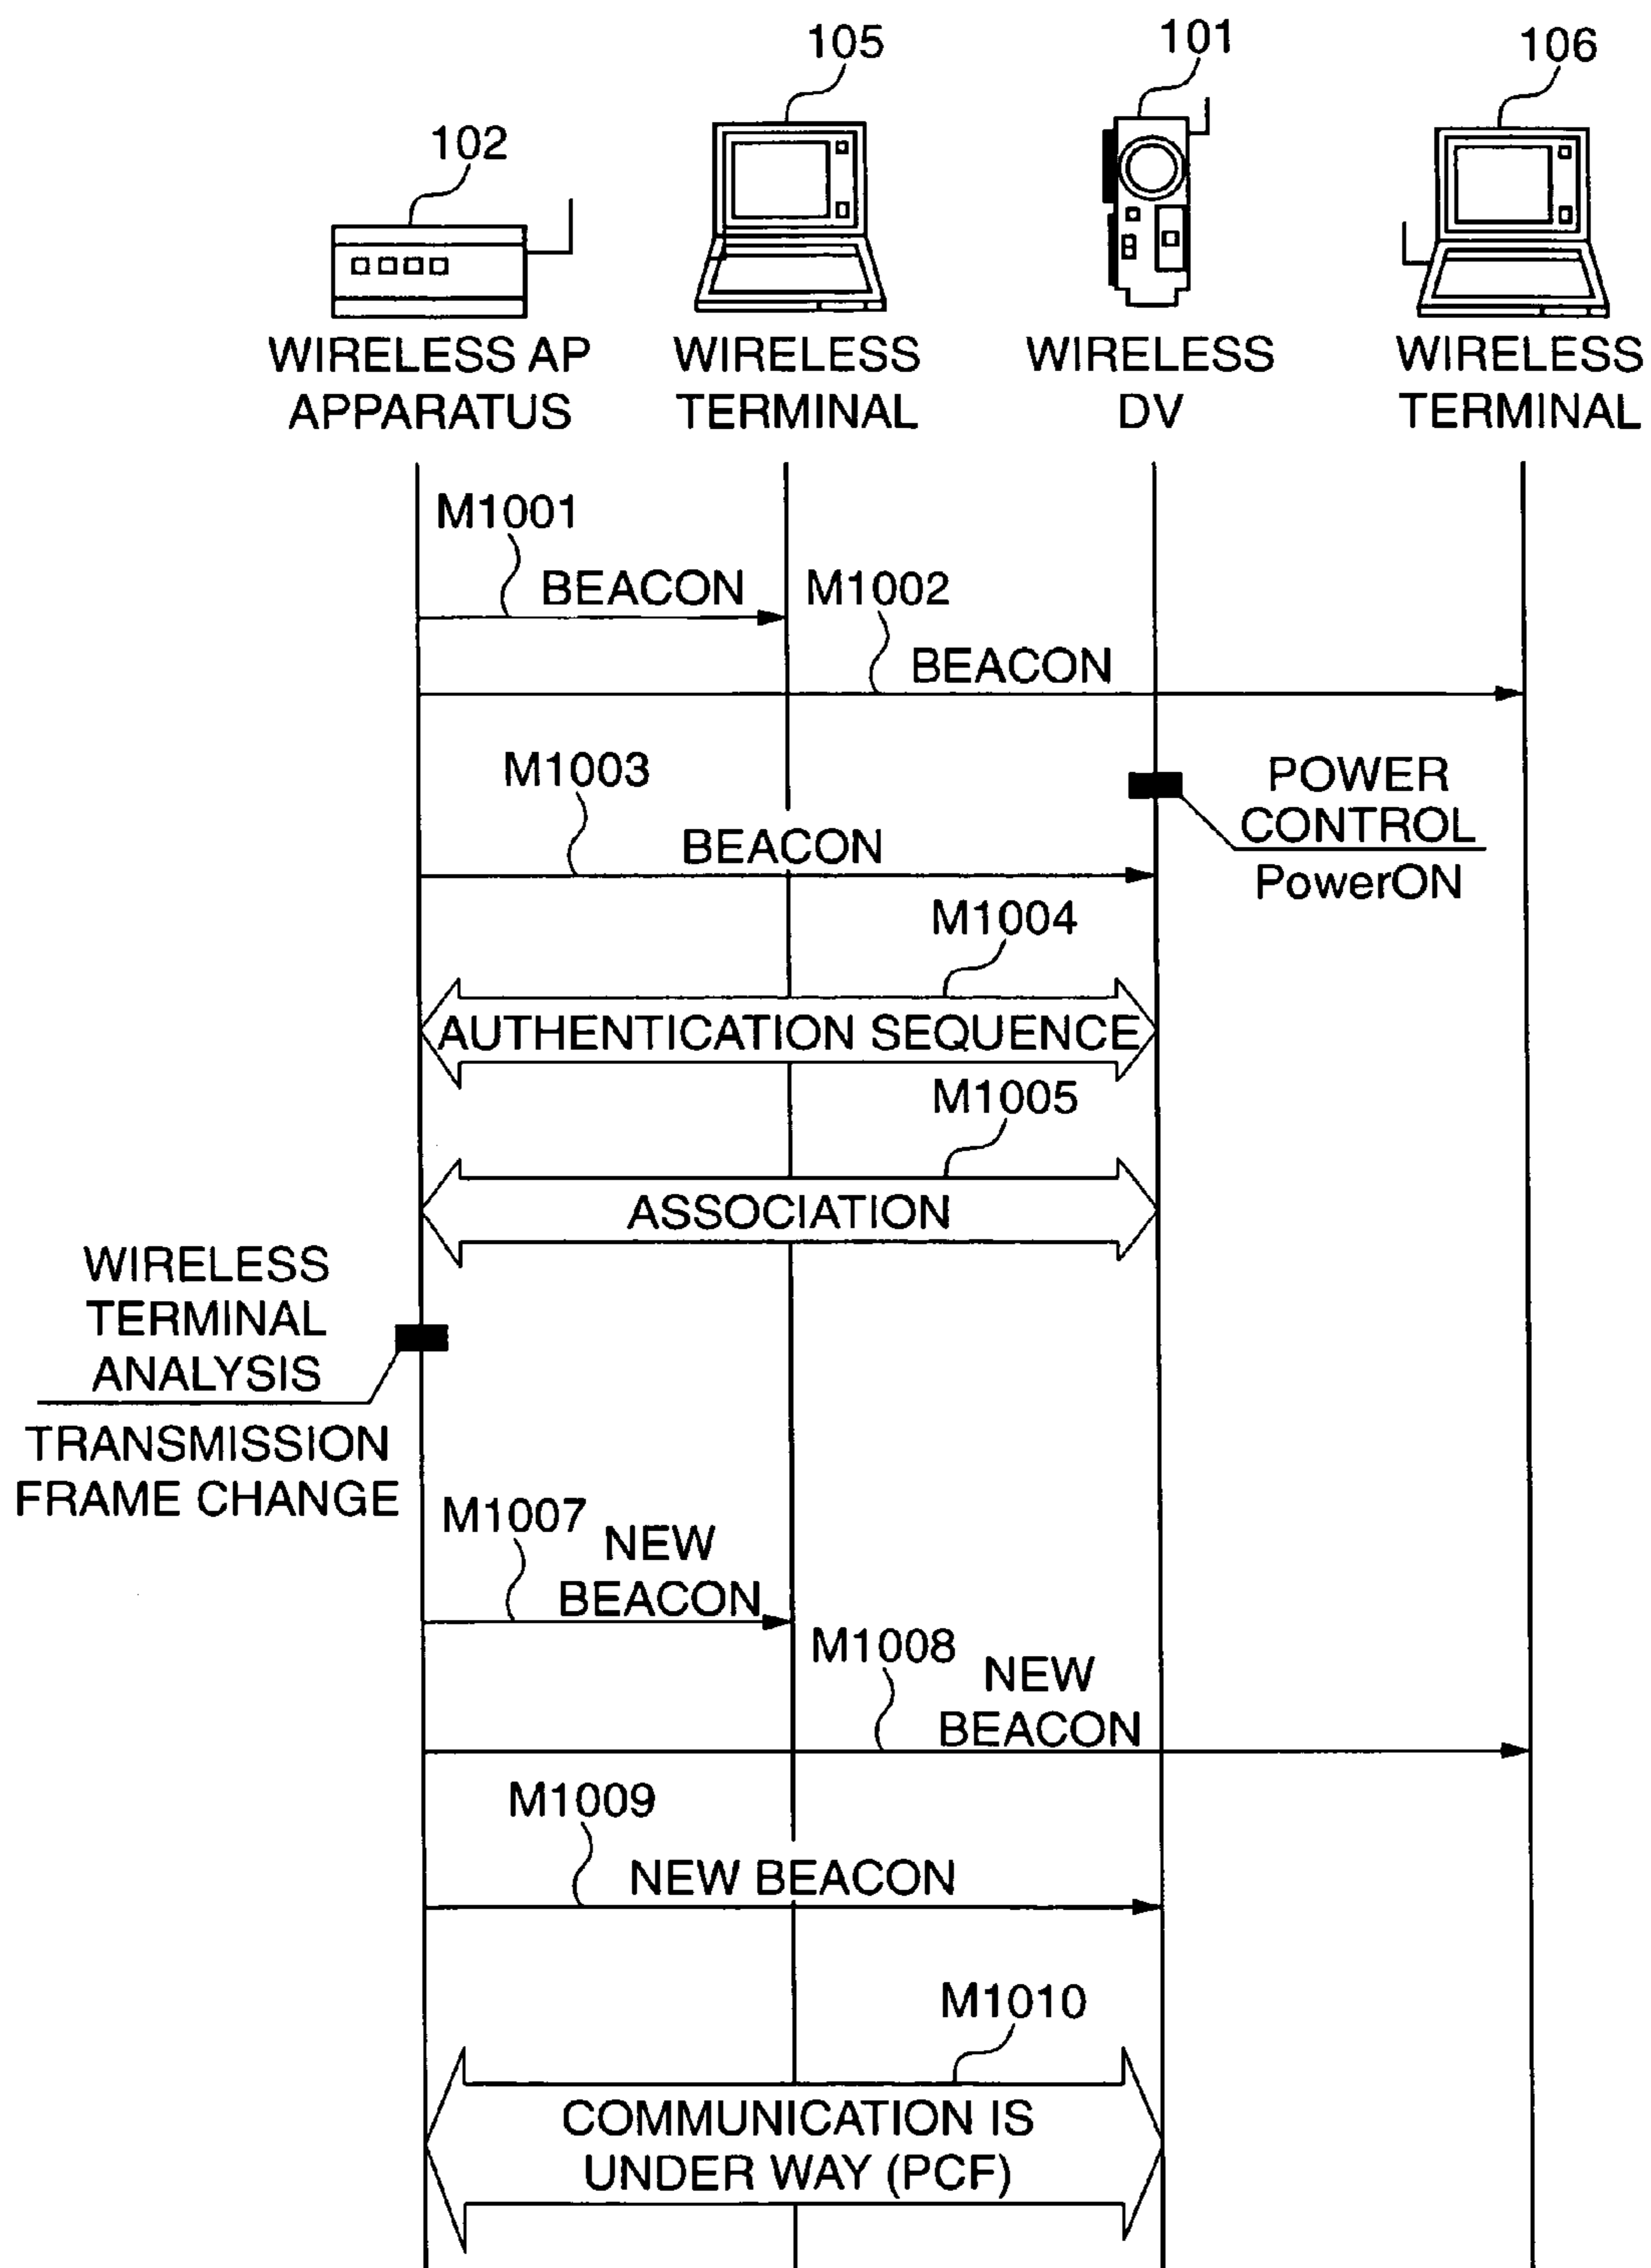 105
101
106
102
WIRELESS AP
APPARATUS
WIRELESS
TERMINAL
WIRELESS
DV
WIRELESS
TERMINAL
M1001
BEACON
M1002
BEACON
M1003
BEACON
POWER
CONTROL
PowerON
M1004
AUTHENTICATION SEQUENCE
M1005
ASSOCIATION
WIRELESS
TERMINAL
ANALYSIS
TRANSMISSION
FRAME CHANGE
M1007
NEW
BEACON
M1008
NEW
BEACON
M1009
NEW BEACON
M1010
COMMUNICATION IS
UNDER WAY (PCF)